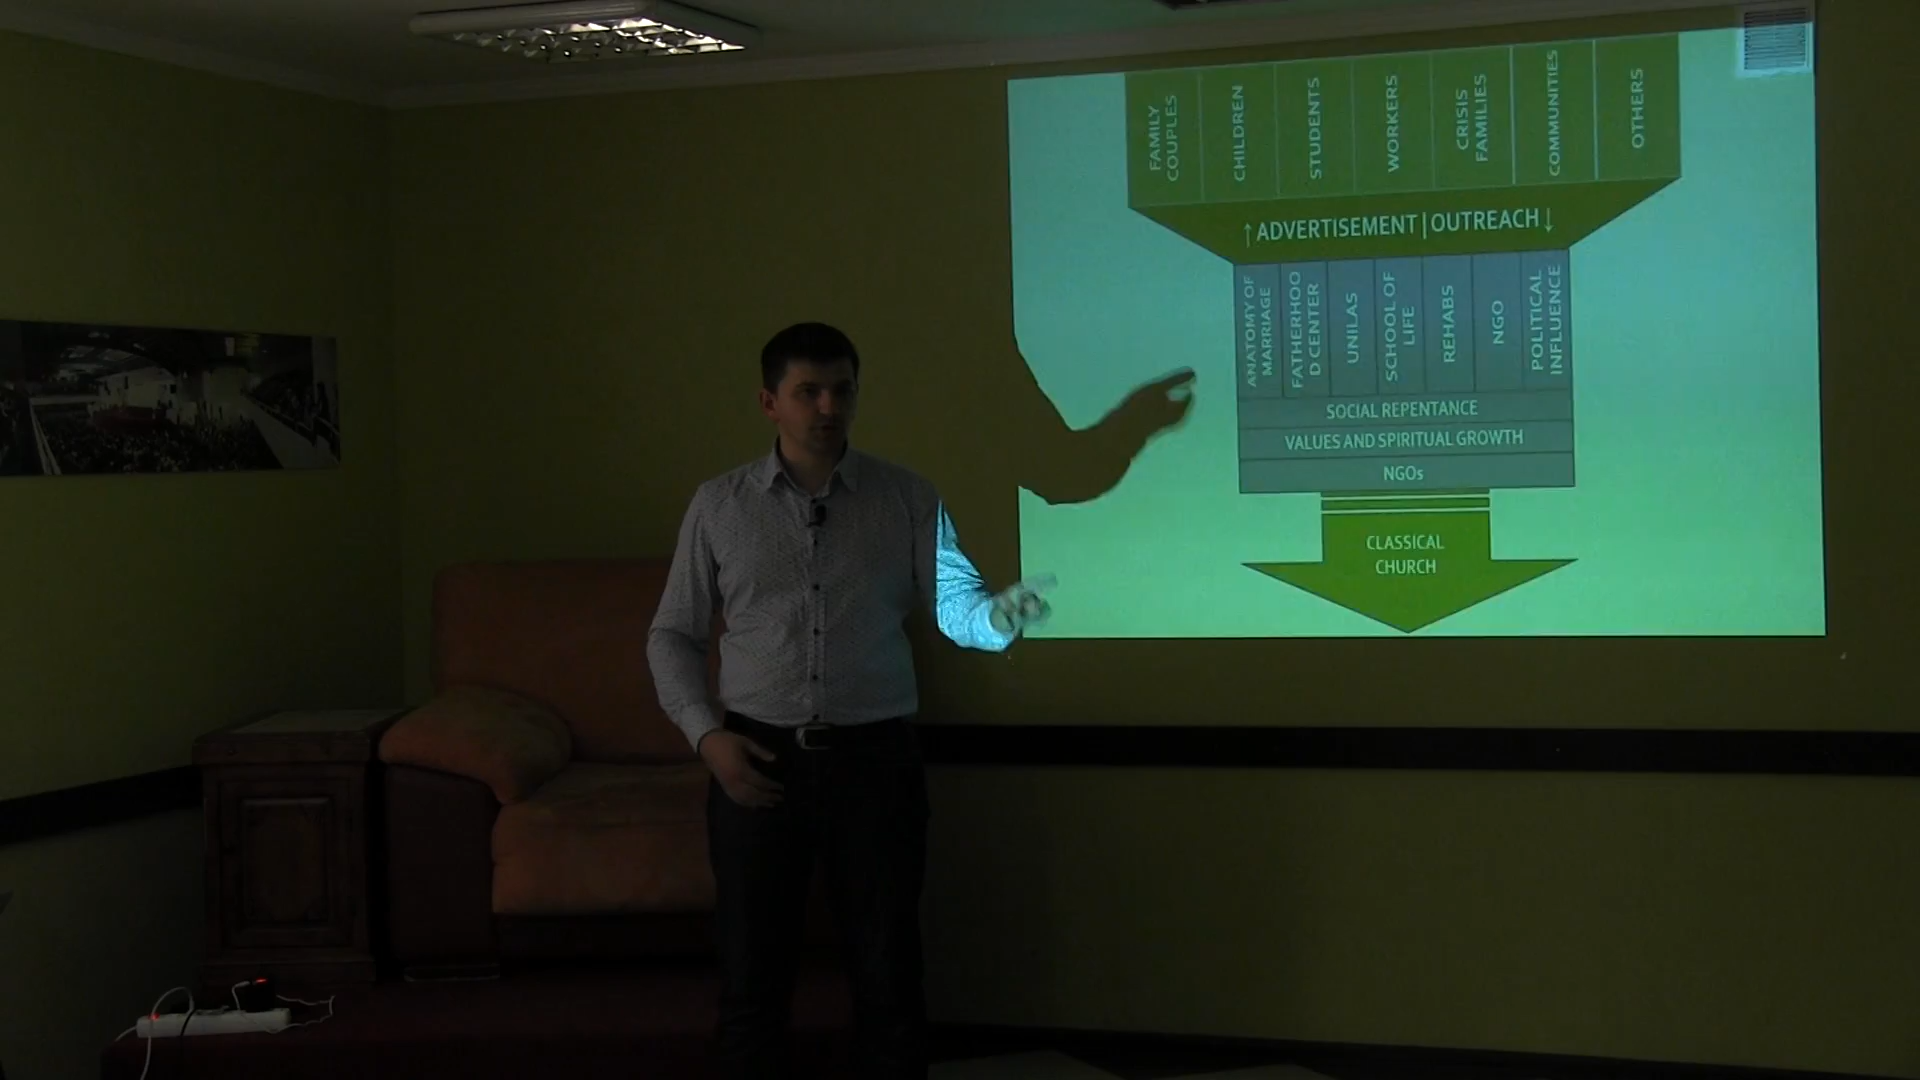 FAMILY
COUPLES
CHILDREN
STUDENTS
WORKERS
CRISIS
FAMILIES
COMMUNITIES
OTHERS
↑ADVERTISEMENT|OUTREACH↓
ANATOMY OF
MARRIAGE
FATHERHOO
D CENTER
UNILAS
SCHOOL OF
LIFE
REHABS
NGO
POLITICAL
INFLUENCE
SOCIAL REPENTANCE
VALUES AND SPIRITUAL GROWTH
NGOs
CLASSICAL
CHURCH